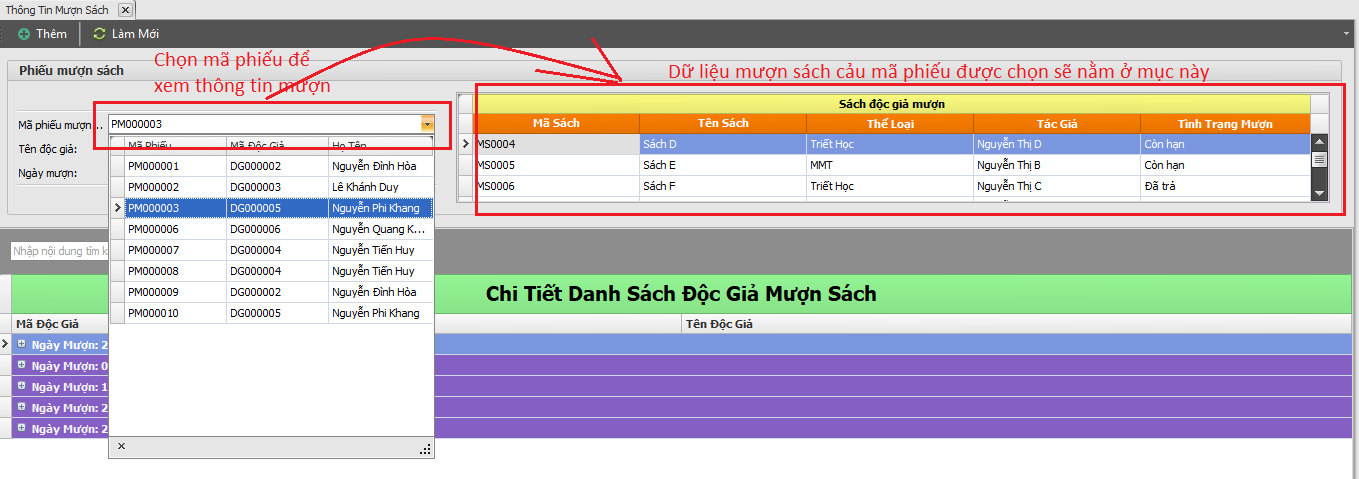 Thông Tin Mượn Sách
Thêm Làm Mới
Phiếu mượn sách
Chọn mã phiếu để
xem thông tin mượn
Dữ liệu mượn sách cảu mã phiếu được chọn sẽ nằm ở mục này
Mã phiếu mượn... PM000003
Tên độc giả:
Ngày mượn:
Mã Phiếu Mã Độc Giả Họ Tên
PM000001 DG000002 Nguyễn Đình Hòa
PM000002 DG000003 Lê Khánh Duy
PM000003 DG000005 Nguyễn Phi Khang
PM000006 DG000006 Nguyễn Quang K...
PM000007 DG000004 Nguyễn Tiến Huy
PM000008 DG000004 Nguyễn Tiến Huy
PM000009 DG000002 Nguyễn Đình Hòa
PM000010 DG000005 Nguyễn Phi Khang
Sách độc giả mượn
Mã Sách Tên Sách Thể Loại Tác Giả Tình Trạng Mượn
MS0004 Sách D Triết Học Nguyễn Thị D Còn hạn
MS0005 Sách E MMT Nguyễn Thị B Còn hạn
MS0006 Sách F Triết Học Nguyễn Thị C Đã trả
Nhập nội dung tìm k
Chi Tiết Danh Sách Độc Giả Mượn Sách
Mã Độc Giả Tên Độc Giả
Ngày Mượn: 2
Ngày Mượn: 0
Ngày Mượn: 1
Ngày Mượn: 2
Ngày Mượn: 2